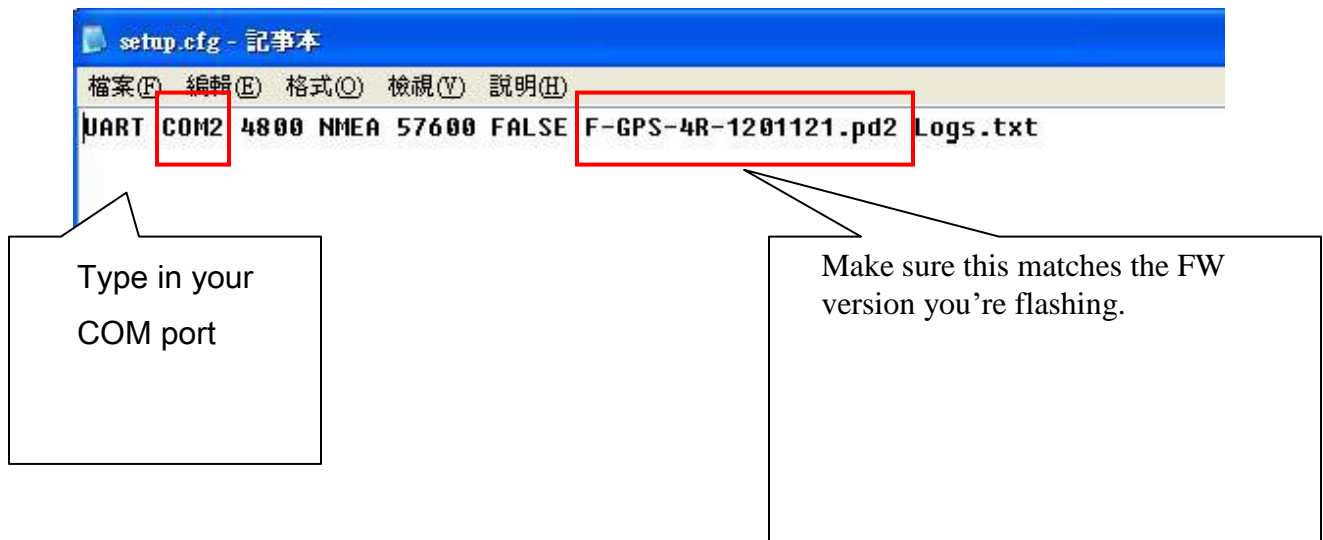 setup.cfg - 記事本
檔案(F) 編輯(E) 格式(O) 檢視(V) 說明(H)
UART COM2 4800 NMEA 57600 FALSE F-GPS-4R-1201121.pd2 Logs.txt
Type in your
COM port
Make sure this matches the FW
version you’re flashing.